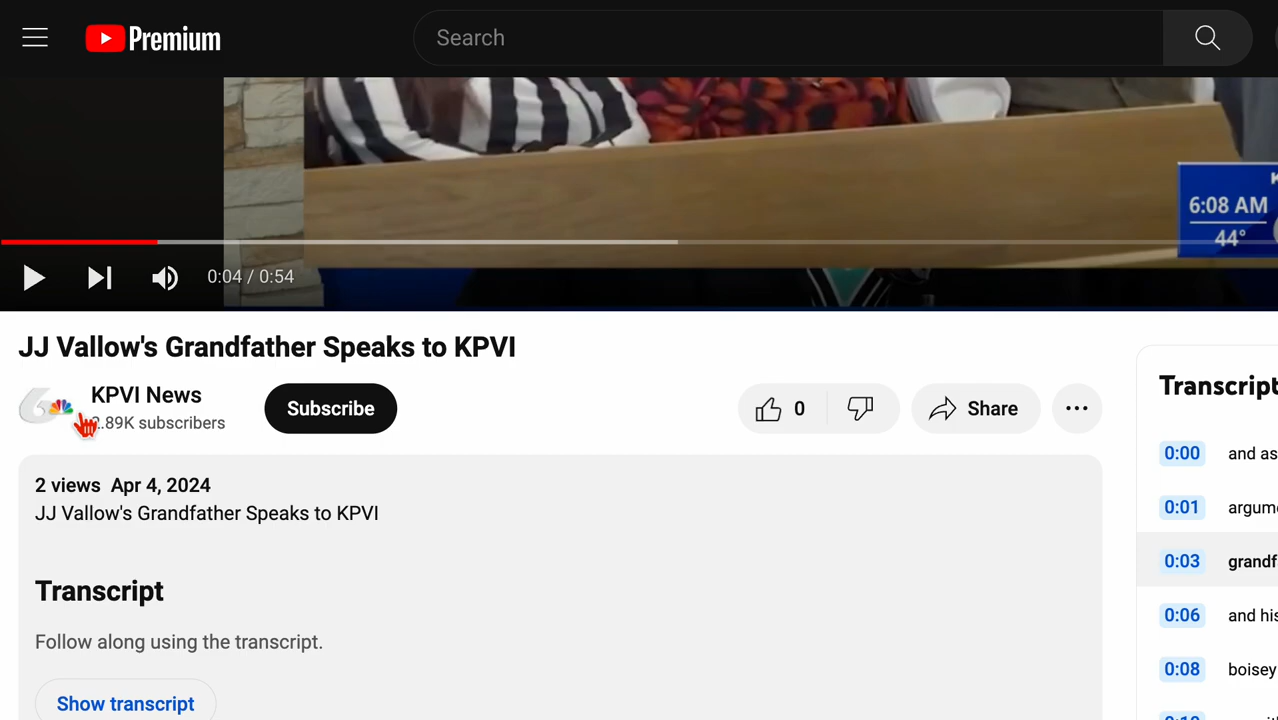 Premium
Search
K
6:08 AM
44°
0:04 / 0:54
JJ Vallow's Grandfather Speaks to KPVI
KPVI News
.89K subscribers
Subscribe
0
Share
2 views Apr 4, 2024
JJ Vallow's Grandfather Speaks to KPVI
Transcript
Follow along using the transcript.
Show transcript
Transcript
0:00 and as
0:01 argume
0:03 grandf
0:06 and his
0:08 boisey